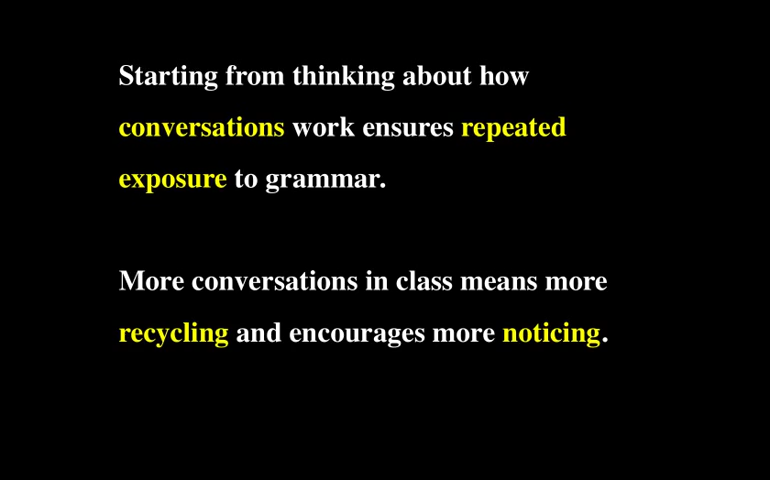 Starting from thinking about how
conversations work ensures repeated
exposure to grammar.
More conversations in class means more
recycling and encourages more noticing.